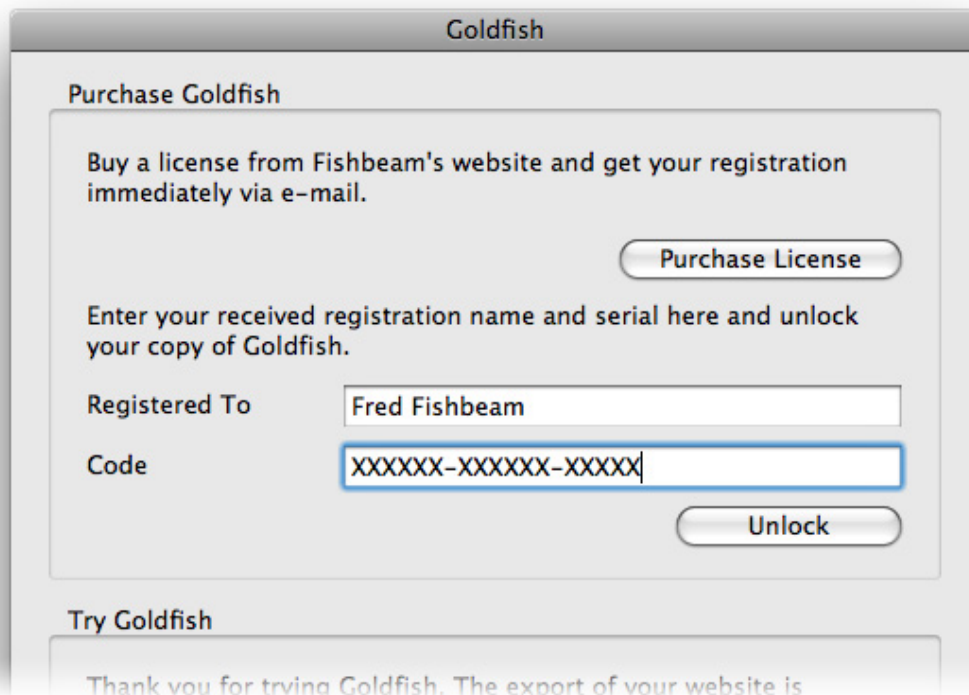 Goldfish
Purchase Goldfish
Buy a license from Fishbeam's website and get your registration
immediately via e-mail.
Purchase License
Enter your received registration name and serial here and unlock
your copy of Goldfish.
Registered To
Fred Fishbeam
Code
XXXXXX-XXXXXX-XXXXX
Unlock
Try Goldfish
Thank you for trying Goldfish. The export of your website is